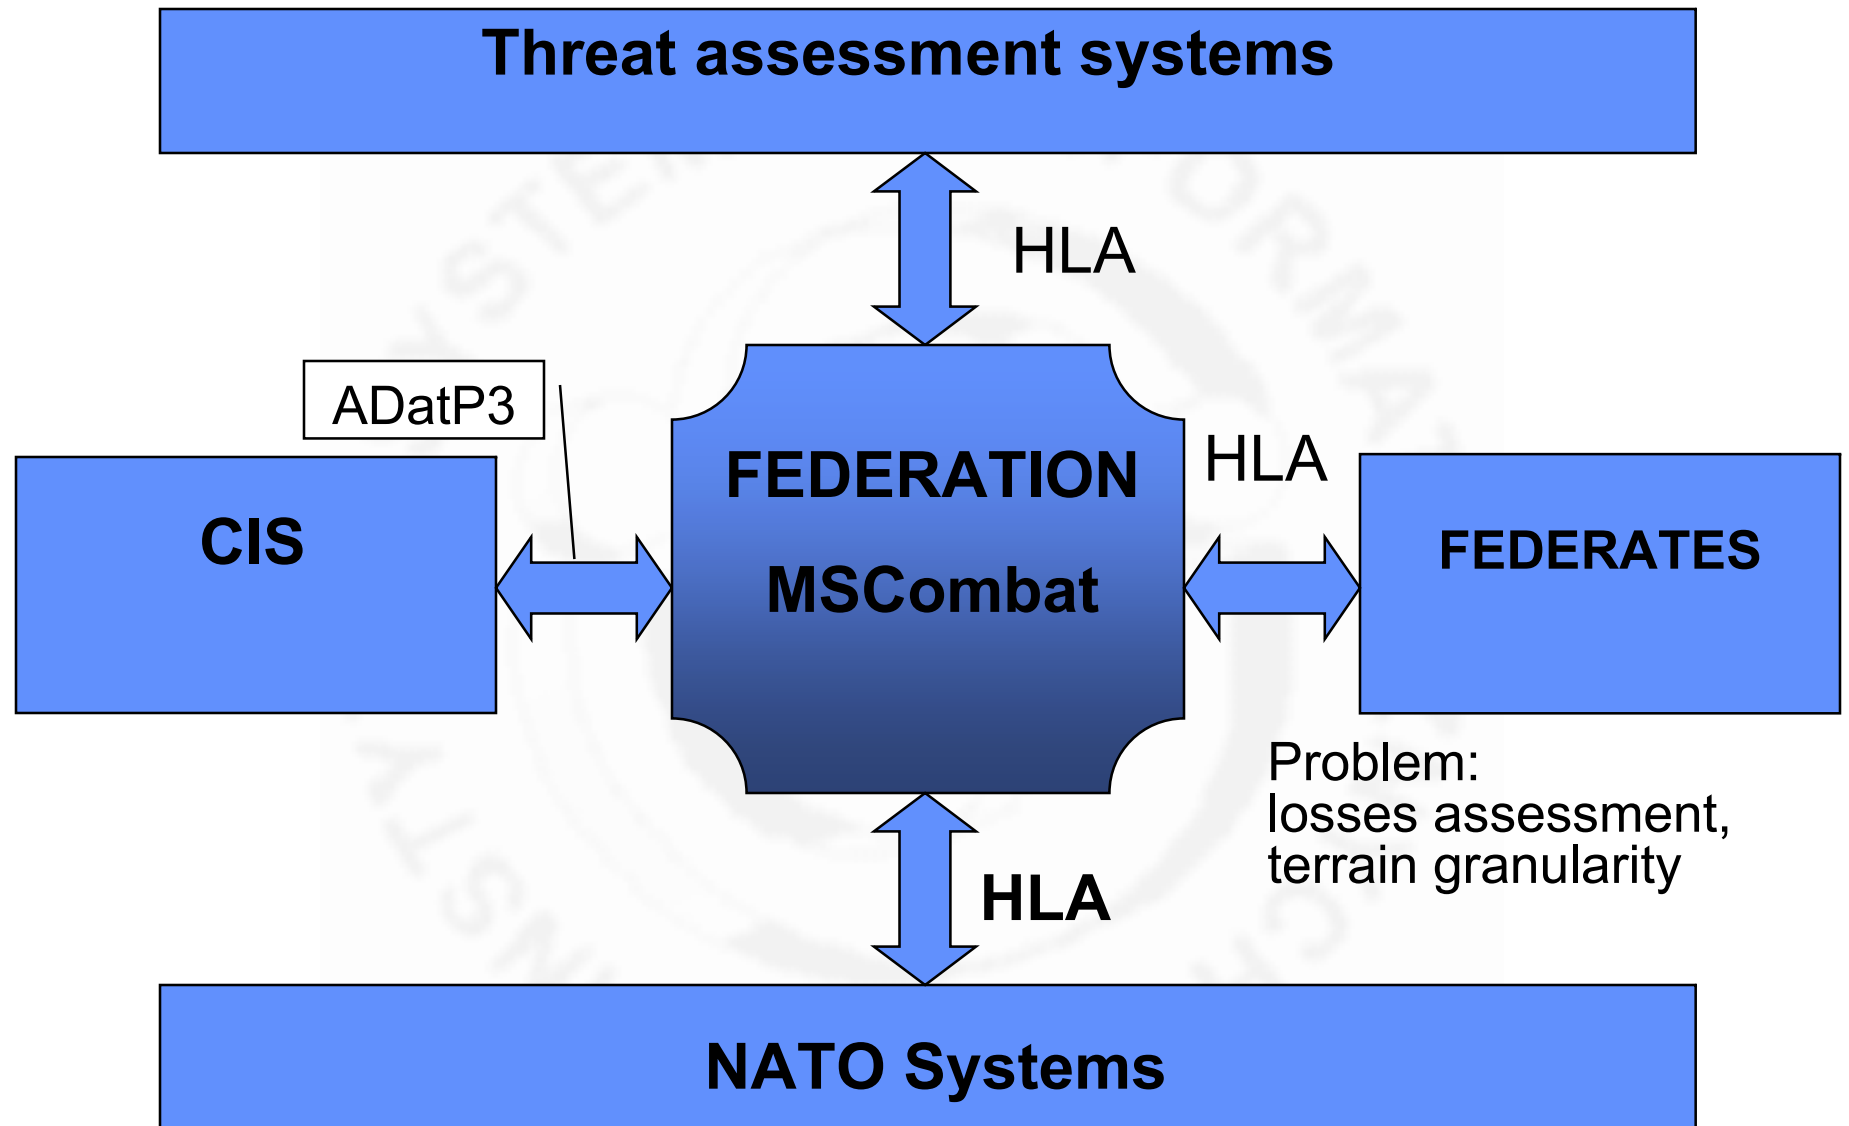 Threat assessment systems
HLA
ADatP3
FEDERATION
MSCombat
HLA
CIS
FEDERATES
Problem:
losses assessment,
terrain granularity
HLA
NATO Systems